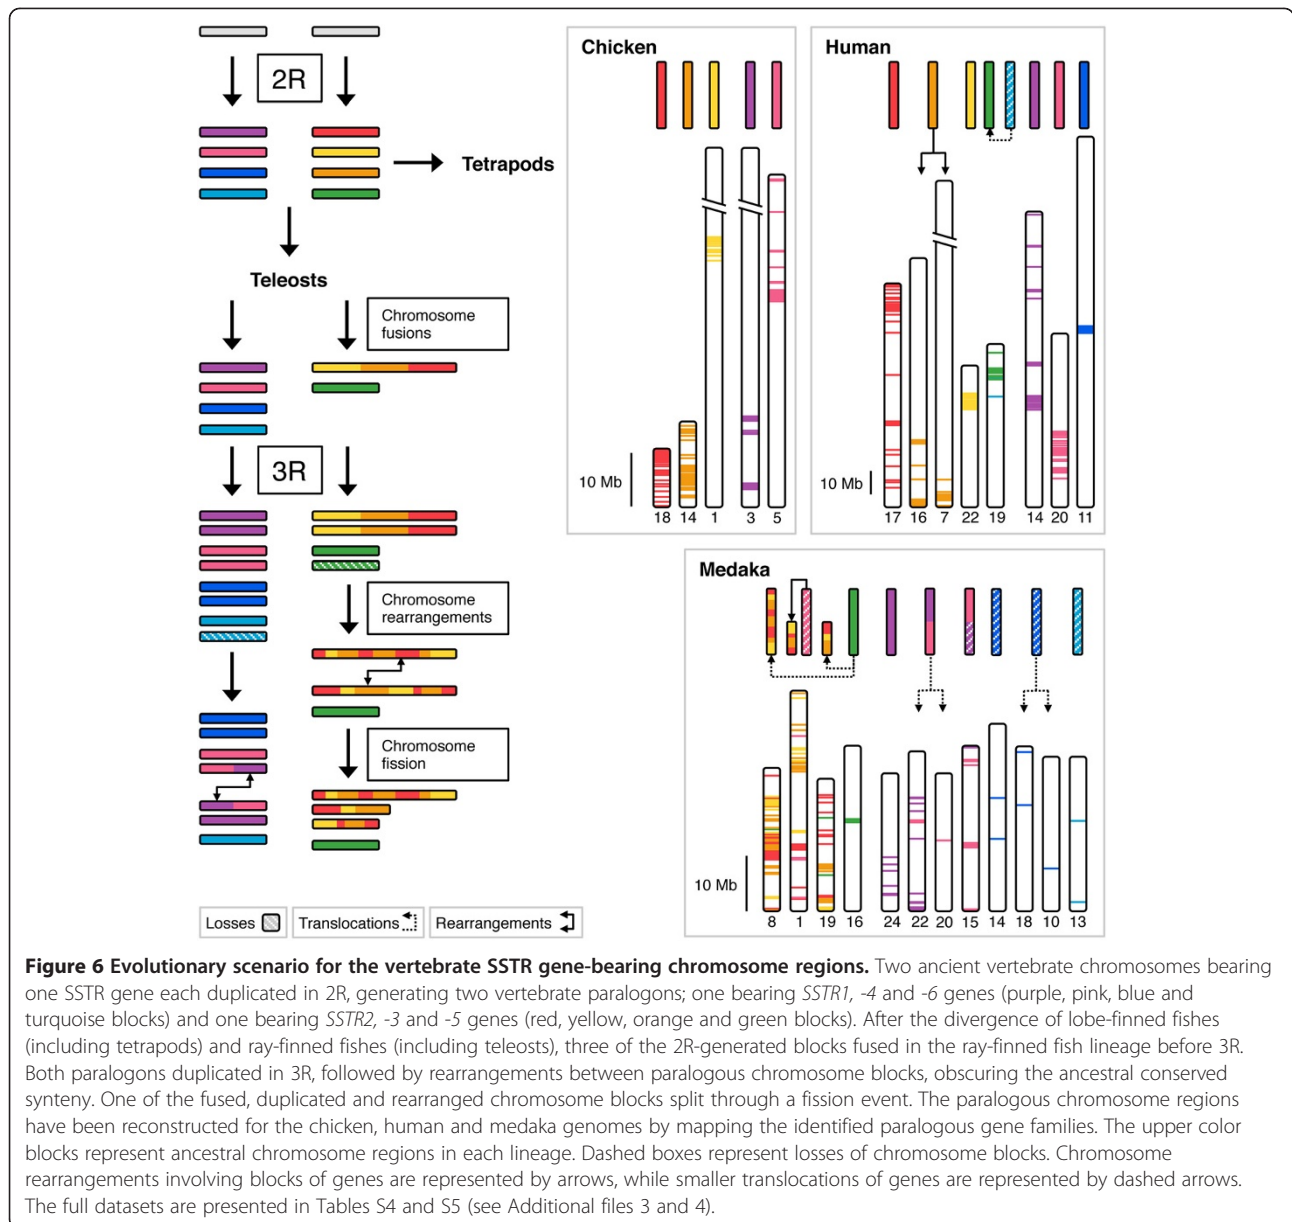 2R
Tetrapods
Teleosts
Chromosome
fusions
3R
Chromosome
rearrangements
Chromosome
fission
Losses
Translocations
Rearrangements
Chicken
10 Mb
18 14 1 3 5
Human
10 Mb
17 16 7 22 19 14 20 11
Medaka
10 Mb
8 1 19 16 24 22 20 15 14 18 10 13
Figure 6 Evolutionary scenario for the vertebrate SSTR gene-bearing chromosome regions. Two ancient vertebrate chromosomes bearing
one SSTR gene each duplicated in 2R, generating two vertebrate paralogons; one bearing SSTR1, -4 and -6 genes (purple, pink, blue and
turquoise blocks) and one bearing SSTR2, -3 and -5 genes (red, yellow, orange and green blocks). After the divergence of lobe-finned fishes
(including tetrapods) and ray-finned fishes (including teleosts), three of the 2R-generated blocks fused in the ray-finned fish lineage before 3R.
Both paralogons duplicated in 3R, followed by rearrangements between paralogous chromosome blocks, obscuring the ancestral conserved
synteny. One of the fused, duplicated and rearranged chromosome blocks split through a fission event. The paralogous chromosome regions
have been reconstructed for the chicken, human and medaka genomes by mapping the identified paralogous gene families. The upper color
blocks represent ancestral chromosome regions in each lineage. Dashed boxes represent losses of chromosome blocks. Chromosome
rearrangements involving blocks of genes are represented by arrows, while smaller translocations of genes are represented by dashed arrows.
The full datasets are presented in Tables S4 and S5 (see Additional files 3 and 4).